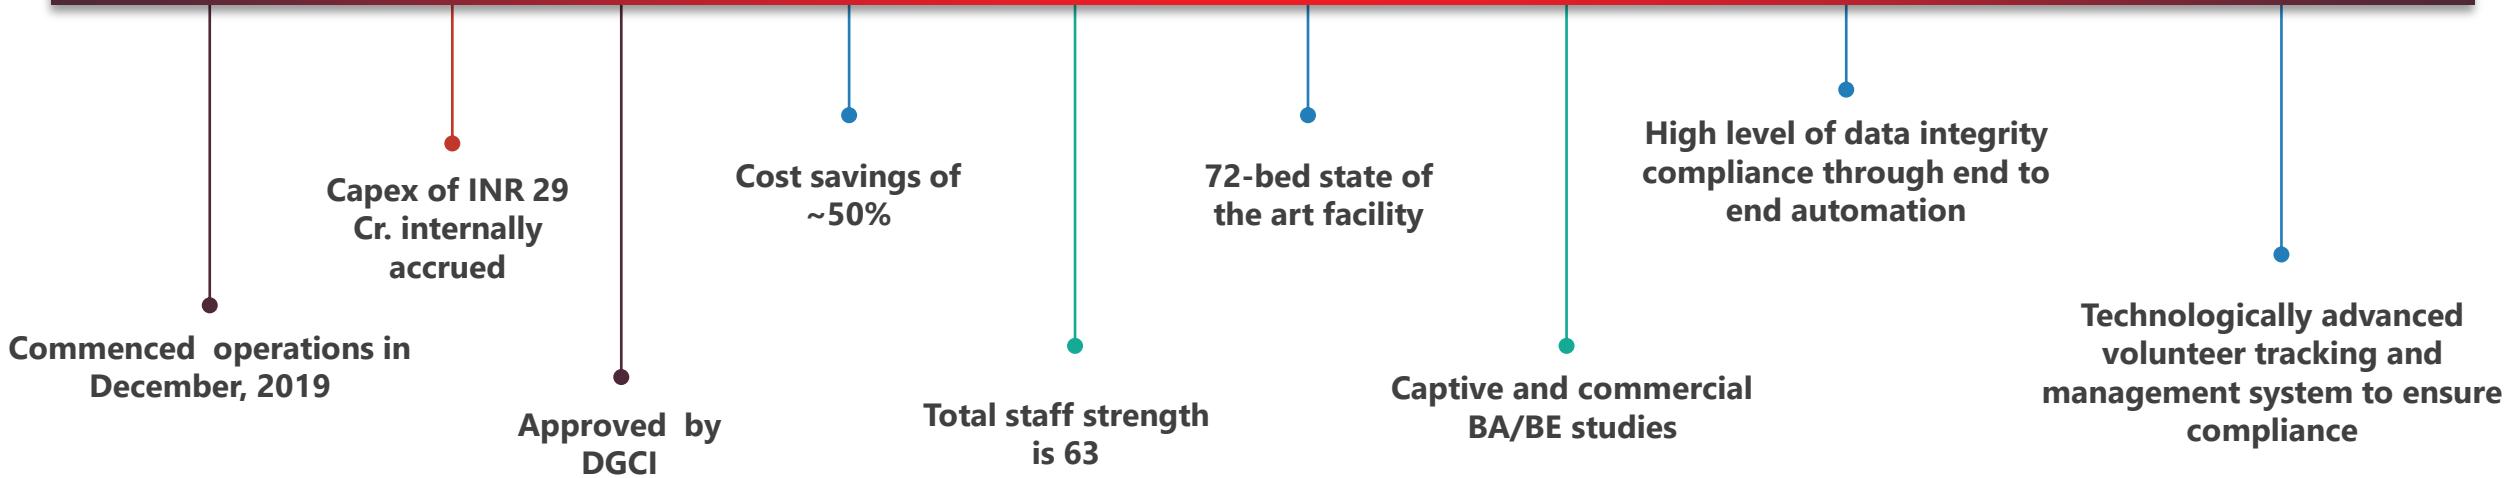 Commenced  operations in
December, 2019
Capex of INR 29
Cr. internally
accrued
Approved  by
DGCI
Cost savings of
~50%
Total staff strength
is 63
72-bed state of
the art facility
Captive and commercial
BA/BE studies
High level of data integrity
compliance through end to
end automation
Technologically advanced
volunteer tracking and
management system to ensure
compliance